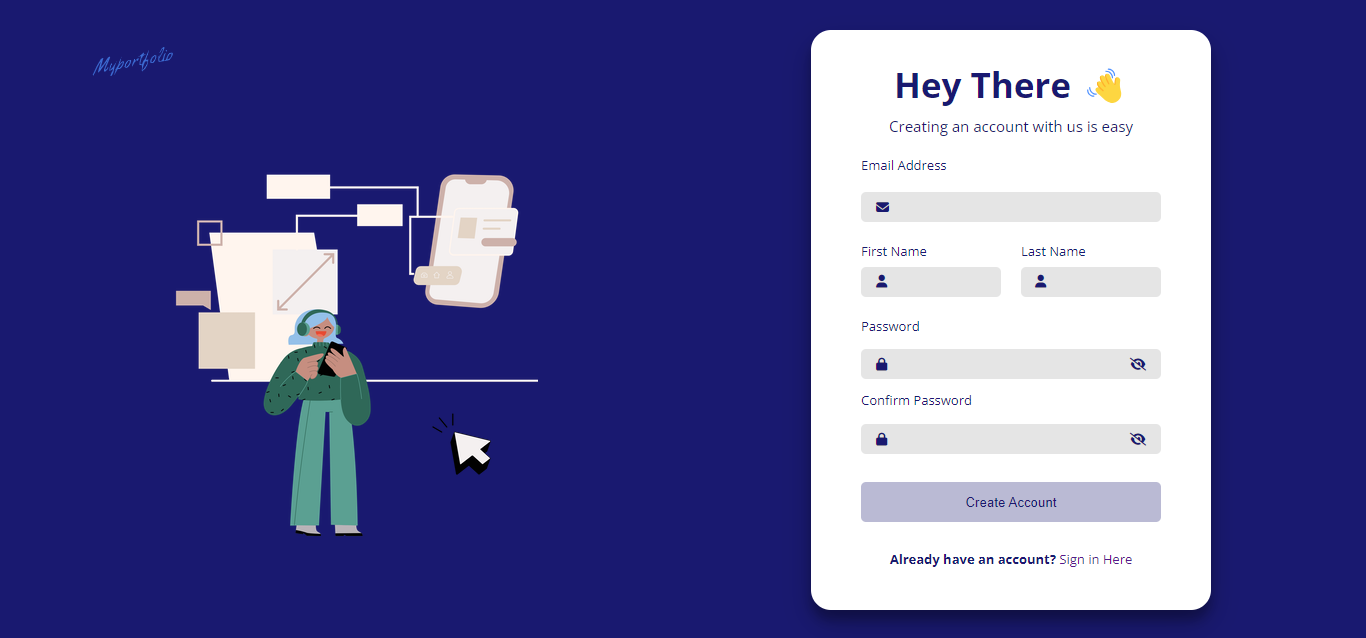 Myportfolio
Hey There
Creating an account with us is easy
Email Address
First Name Last Name
Password
Confirm Password
Create Account
Already have an account? Sign in Here